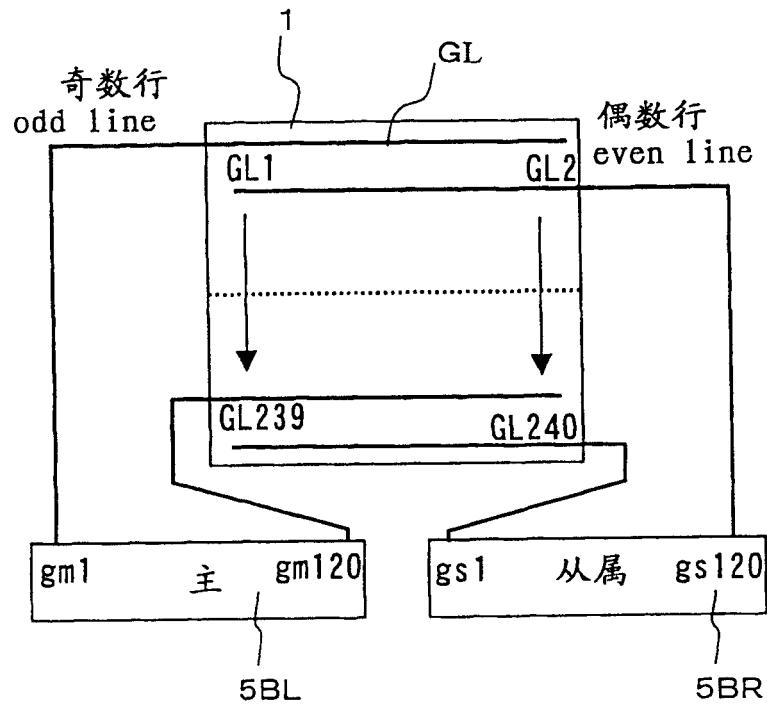 1
GL
奇数行
odd line
偶数行
even line
GL1
GL2
GL239
GL240
gm1
主
gm120
gs1
从属
gs120
5BL
5BR